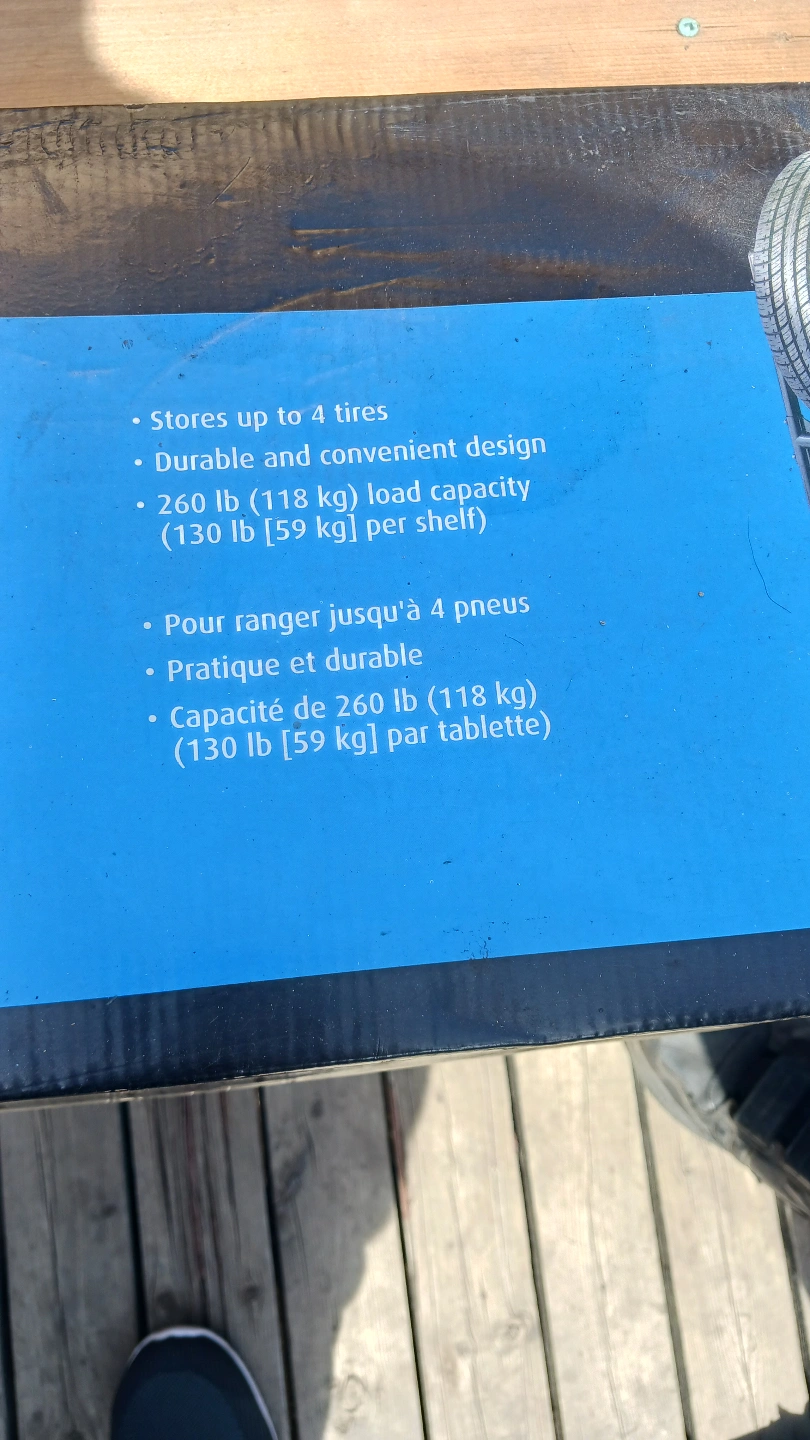 • Stores up to 4 tires
• Durable and convenient design
• 260 lb (118 kg) load capacity
(130 lb [59 kg] per shelf)
• Pour ranger jusqu'à 4 pneus
• Pratique et durable
• Capacité de 260 lb (118 kg)
(130 lb [59 kg] par tablette)